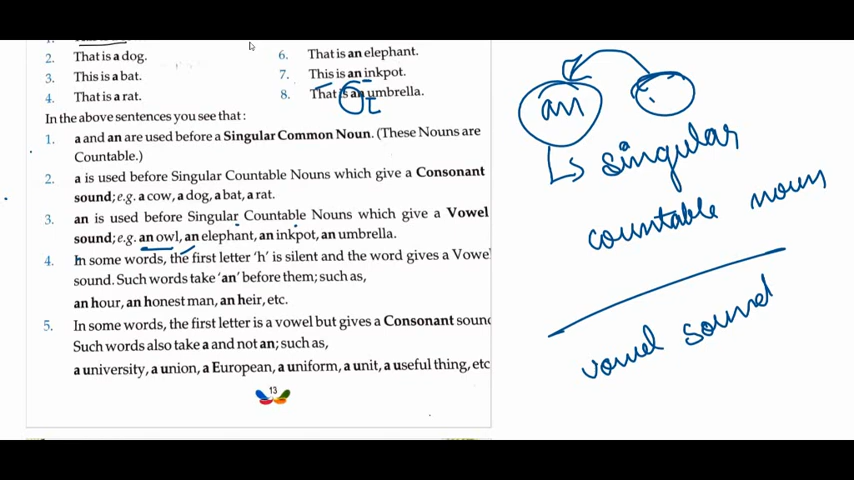 2. That is a dog.
3. This is a bat.
4. That is a rat.
6. That is an elephant.
7. This is an inkpot.
8. That is an umbrella.
In the above sentences you see that :
1. a and an are used before a Singular Common Noun. (These Nouns are
Countable.)
2. a is used before Singular Countable Nouns which give a Consonant
sound; e.g. a cow, a dog, a bat, a rat.
3. an is used before Singular Countable Nouns which give a Vowel
sound; e.g. an owl, an elephant, an inkpot, an umbrella.
4. In some words, the first letter 'h' is silent and the word gives a Vowel
sound. Such words take 'an' before them; such as,
an hour, an honest man, an heir, etc.
5. In some words, the first letter is a vowel but gives a Consonant sound
Such words also take a and not an; such as,
a university, a union, a European, a uniform, a unit, a useful thing, etc
13
an
singular
countable nouns
vowel sound